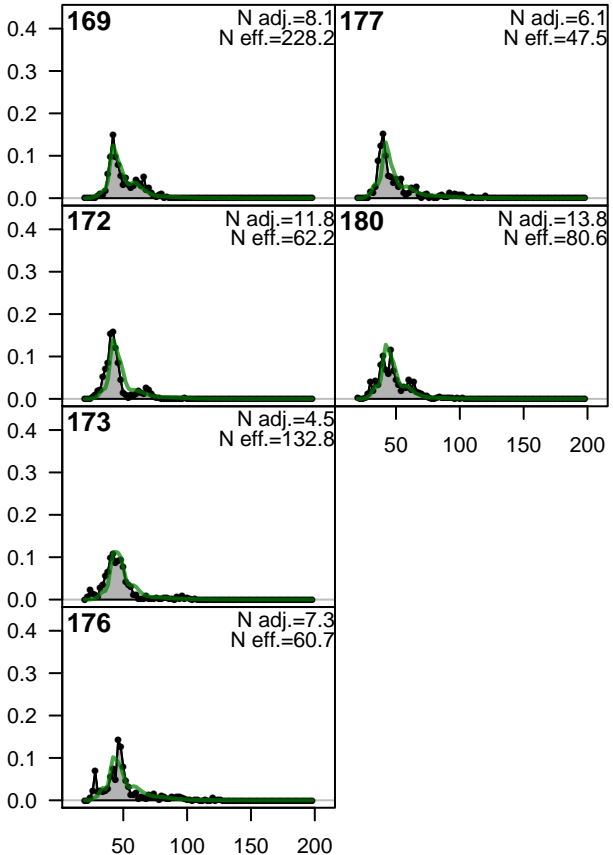 169
N adj.=8.1
N eff.=228.2
177
N adj.=6.1
N eff.=47.5
0.4
0.3
0.2
0.1
0.0
172
N adj.=11.8
N eff.=62.2
180
N adj.=13.8
N eff.=80.6
0.4
0.3
0.2
0.1
0.0
50 100 150 200
173
N adj.=4.5
N eff.=132.8
0.4
0.3
0.2
0.1
0.0
176
N adj.=7.3
N eff.=60.7
0.4
0.3
0.2
0.1
0.0
50 100 150 200